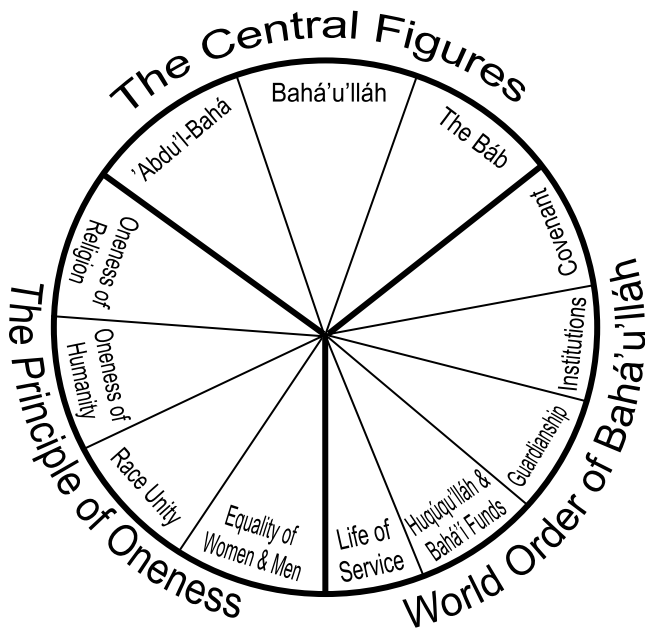 The Central Figures
’Abdu’l-Bahá
Bahá’u’lláh
The Báb
World Order of Bahá’u’lláh
Covenant
Institutions
Guardianship
Huqúqu’lláh &
Bahá’í Funds
Life of
Service
The Principle of Oneness
Equality of
Women & Men
Race Unity
Oneness of
Humanity
Oneness of
Religion